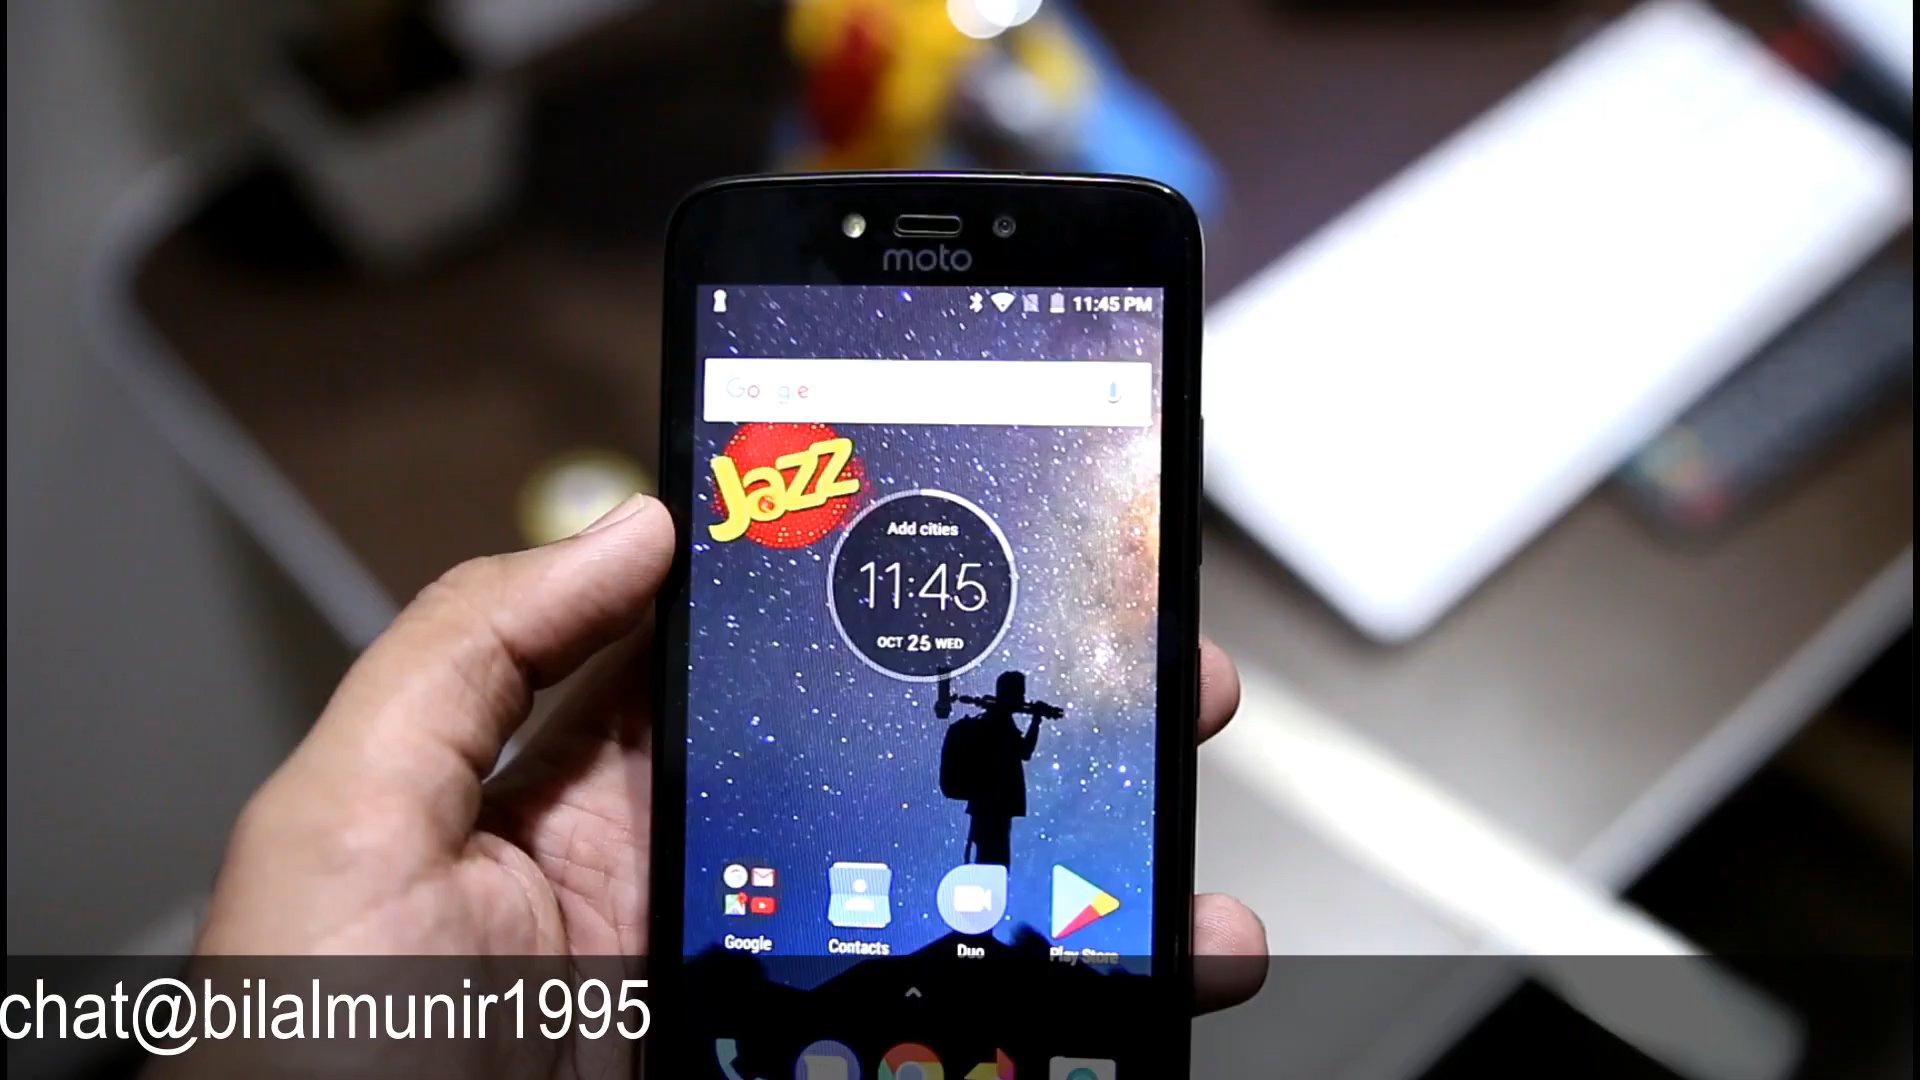 moto
11:45 PM
Google
Jazz
Add cities
11:45
OCT 25 WED
Google
Contacts
Duo
Play Store
chat@bilalmunir1995